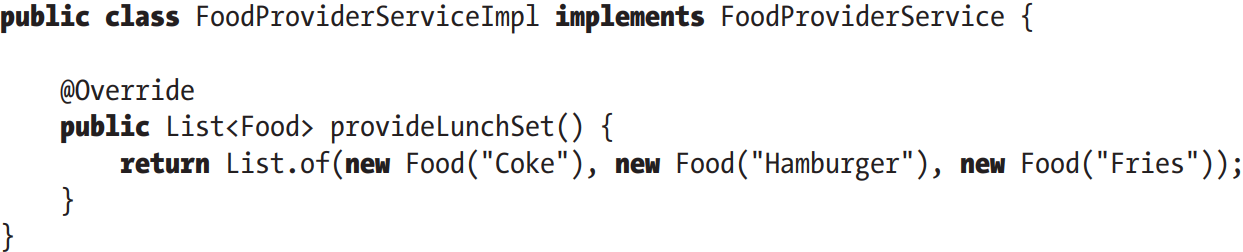 public class FoodProviderServiceImpl implements FoodProviderService {
    @Override
    public List<Food> provideLunchSet() {
        return List.of(new Food("Coke"), new Food("Hamburger"), new Food("Fries"));
    }
}